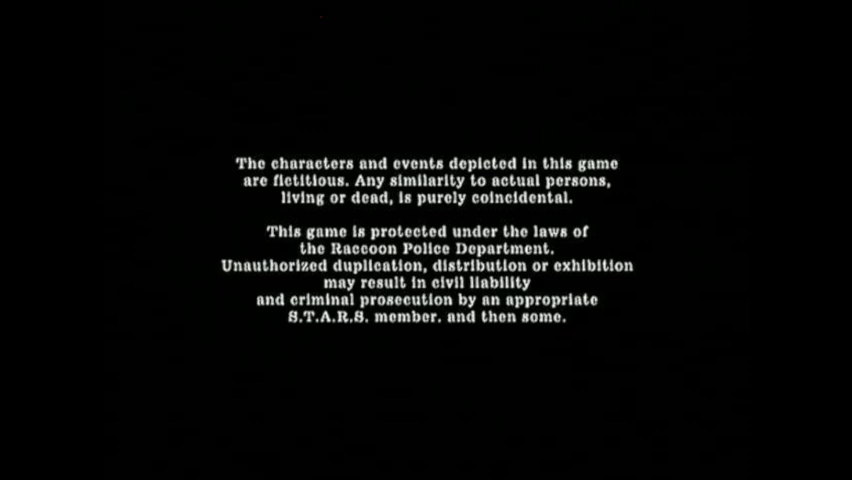 The characters and events depicted in this game
are fictitious. Any similarity to actual persons,
living or dead, is purely coincidental.
This game is protected under the laws of
the Raccoon Police Department.
Unauthorized duplication, distribution or exhibition
may result in civil liability
and criminal prosecution by an appropriate
S.T.A.R.S. member. and then some.